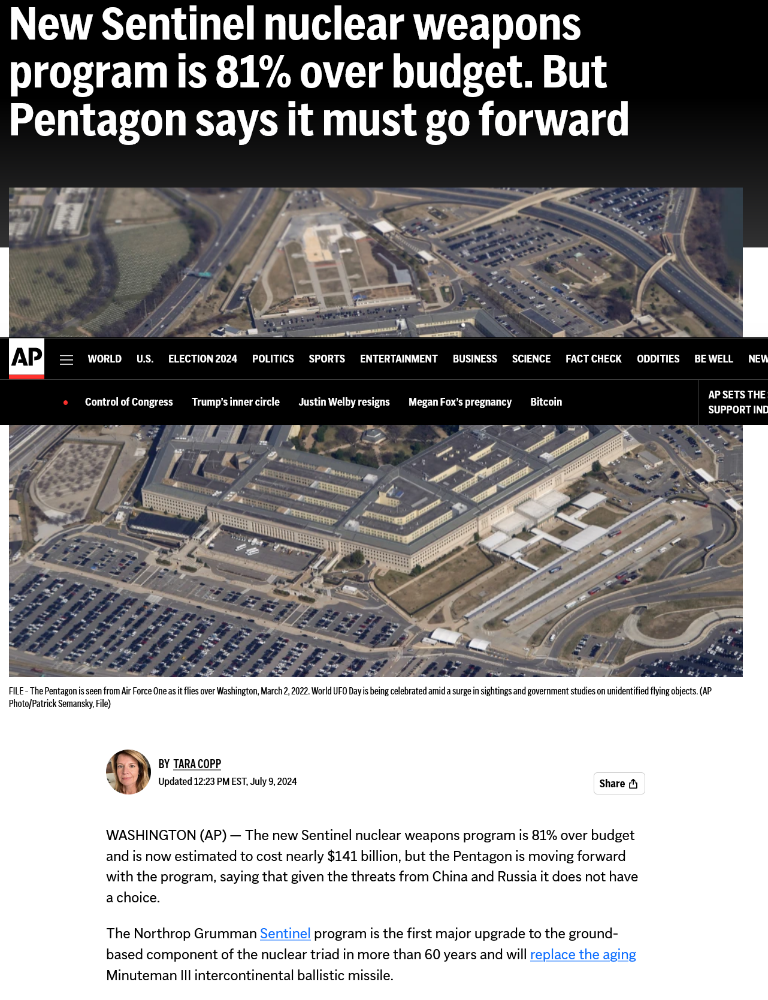 New Sentinel nuclear weapons
program is 81% over budget. But
Pentagon says it must go forward
AP
WORLD U.S. ELECTION 2024 POLITICS SPORTS ENTERTAINMENT BUSINESS SCIENCE FACT CHECK ODDITIES BE WELL NEW
Control of Congress Trump’s inner circle Justin Welby resigns Megan Fox’s pregnancy Bitcoin
AP SETS THE
SUPPORT IND
FILE - The Pentagon is seen from Air Force One as it flies over Washington, March 2, 2022. World UFO Day is being celebrated amid a surge in sightings and government studies on unidentified flying objects. (AP
Photo/Patrick Semansky, File)
BY TARA COPP
Updated 12:23 PM EST, July 9, 2024
Share
WASHINGTON (AP) — The new Sentinel nuclear weapons program is 81% over budget
and is now estimated to cost nearly $141 billion, but the Pentagon is moving forward
with the program, saying that given the threats from China and Russia it does not have
a choice.
The Northrop Grumman Sentinel program is the first major upgrade to the ground-
based component of the nuclear triad in more than 60 years and will replace the aging
Minuteman III intercontinental ballistic missile.